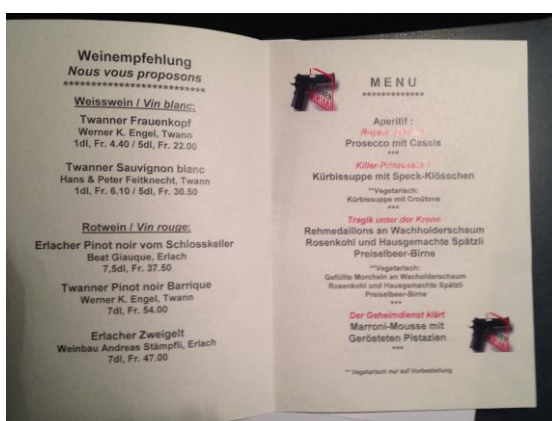 Weinempfehlung
Nous vous proposons
**************************
Weisswein / Vin blanc:
Twanner Frauenkopf
Werner K. Engel, Twann
1dl, Fr. 4.40 / 5dl, Fr. 22.00
Twanner Sauvignon blanc
Hans & Peter Feitknecht, Twann
1dl, Fr. 6.10 / 5dl, Fr. 30.50
Rotwein / Vin rouge:
Erlacher Pinot noir vom Schlosskeller
Beat Giauque, Erlach
7,5dl, Fr. 37.50
Twanner Pinot noir Barrique
Werner K. Engel, Twann
7dl, Fr. 54.00
Erlacher Zweigelt
Weinbau Andreas Stämpfli, Erlach
7dl, Fr. 47.00
MENU
*************
Aperitif :
Prosecco mit Cassis
***
Killer-Prinzessin
Kürbissuppe mit Speck-Klösschen
**Vegetarisch:
Kürbissuppe mit Croûtons
***
Tragik unter der Krone
Rehmedaillons an Wachholderschaum
Rosenkohl und Hausgemachte Spätzli
Preiselbeer-Birne
**Vegetarisch:
Gefüllte Morcheln an Wacholderschaum
Rosenkohl und Hausgemachte Spätzli
Preiselbeer-Birne
***
Der Geheimdienst klärt
Marroni-Mousse mit
Gerösteten Pistazien
***
** Vegetarisch nur auf Vorbestellung